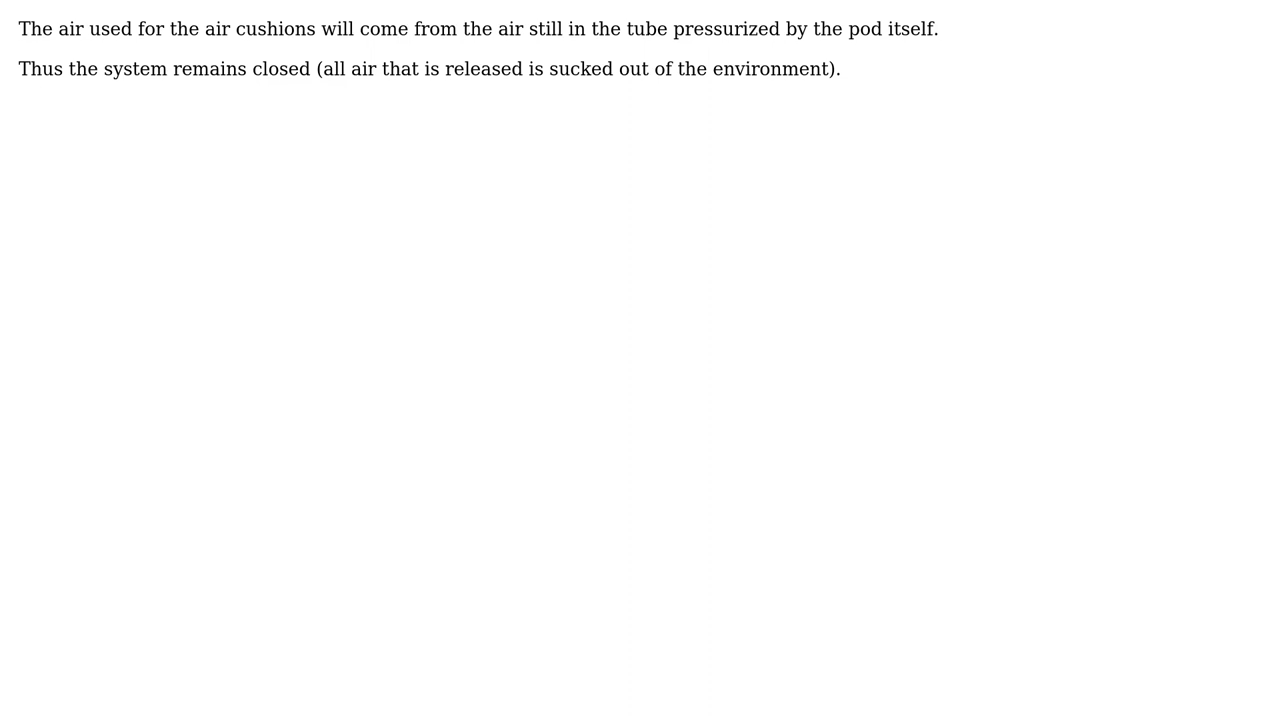 The air used for the air cushions will come from the air still in the tube pressurized by the pod itself.
Thus the system remains closed (all air that is released is sucked out of the environment).